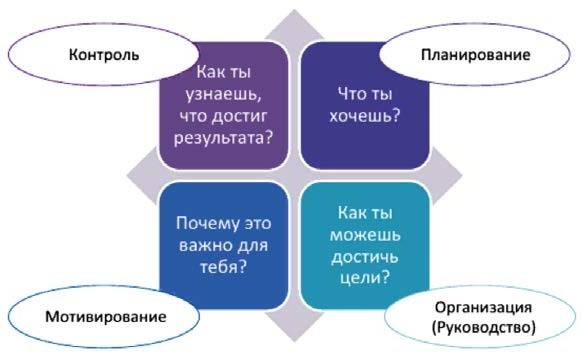 Контроль
Планирование
Как ты
узнаешь,
что достиг
результата?
Что ты
хочешь?
Почему это
важно для
тебя?
Как ты
можешь
достичь
цели?
Мотивирование
Организация
(Руководство)